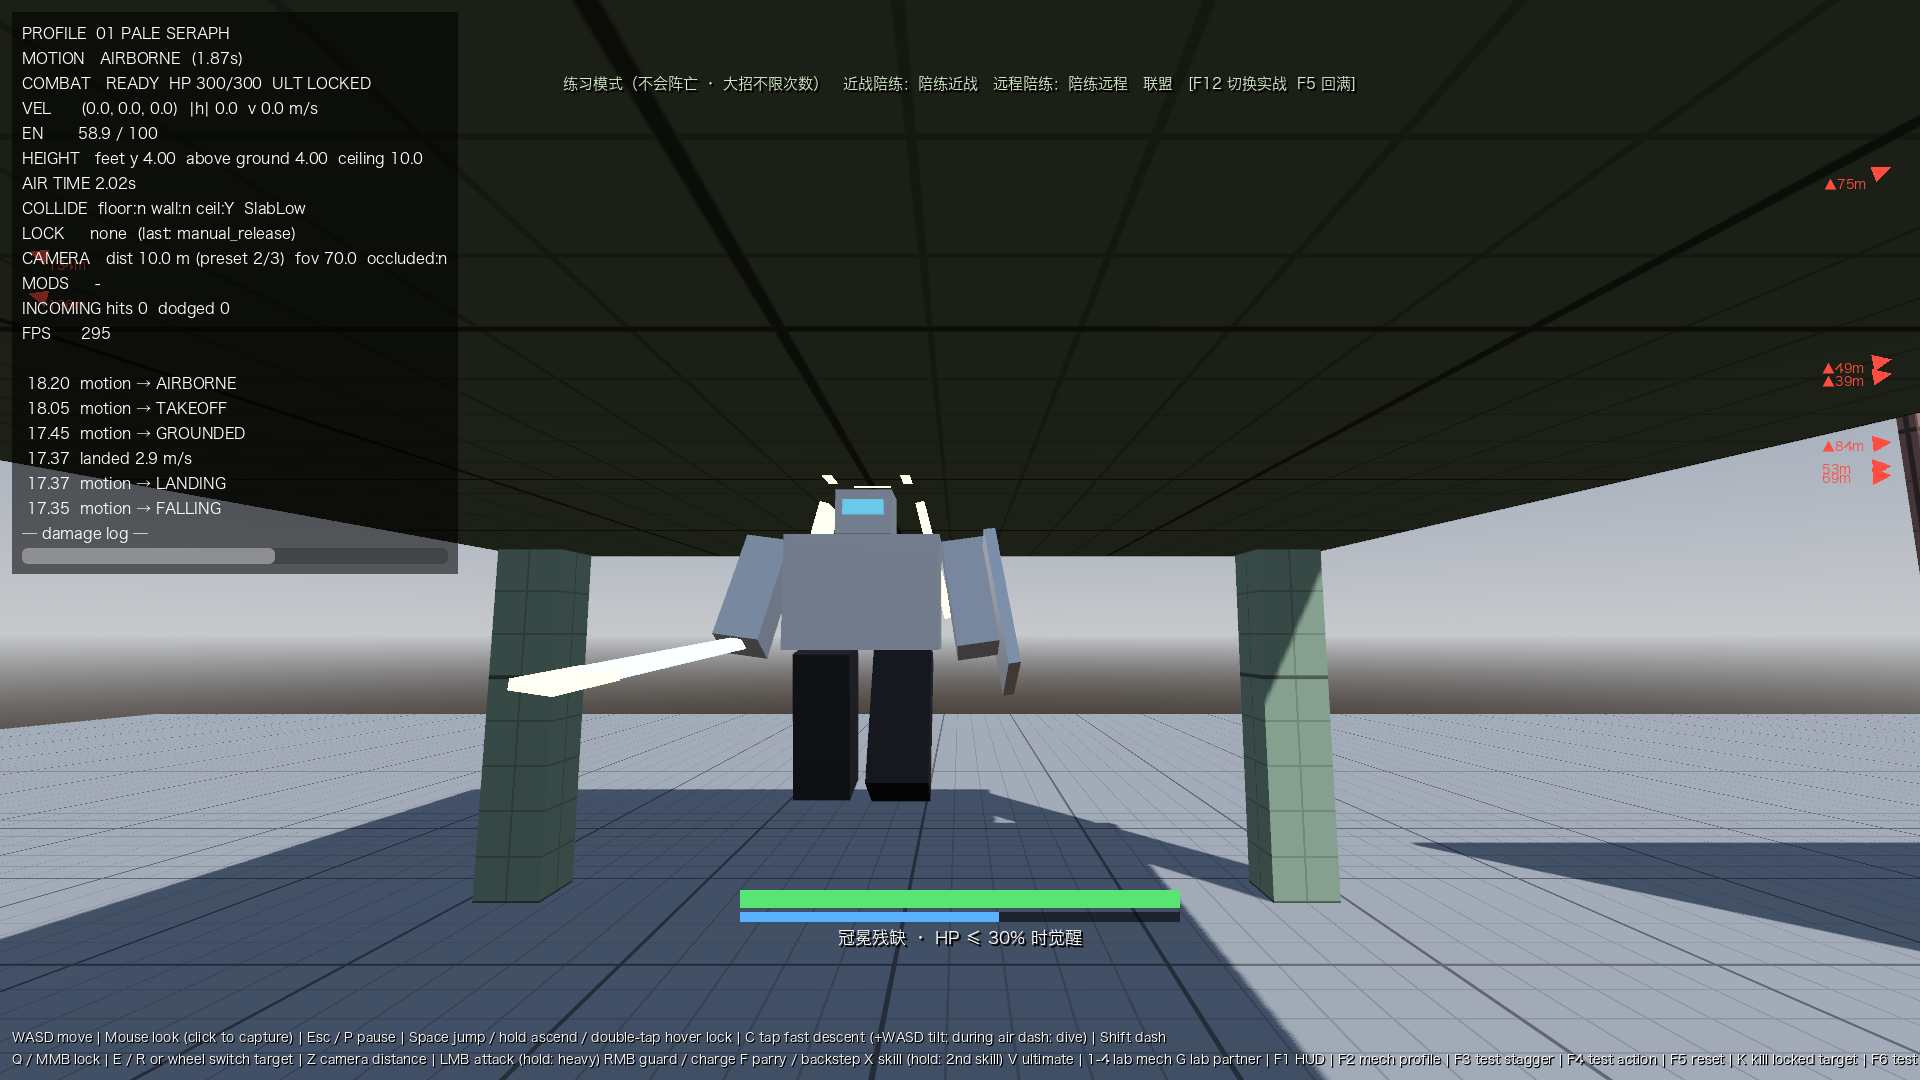 PROFILE 01 PALE SERAPH
MOTION AIRBORNE (1.87s)
COMBAT READY HP 300/300 ULT LOCKED
VEL (0.0, 0.0, 0.0) |h| 0.0 v 0.0 m/s
EN 58.9 / 100
HEIGHT feet y 4.00 above ground 4.00 ceiling 10.0
AIR TIME 2.02s
COLLIDE floor:n wall:n ceil:Y SlabLow
LOCK none (last: manual_release)
CAMERA dist 10.0 m (preset 2/3) fov 70.0 occluded:n
MODS -
INCOMING hits 0 dodged 0
FPS 295
18.20 motion → AIRBORNE
18.05 motion → TAKEOFF
17.45 motion → GROUNDED
17.37 landed 2.9 m/s
17.37 motion → LANDING
17.35 motion → FALLING
— damage log —
练习模式（不会阵亡 · 大招不限次数） 近战陪练：陪练近战 远程陪练：陪练远程 联盟 [F12 切换实战 F5 回满]
▲75m
▲49m
▲39m
▲84m
53m
69m
冠冕残缺 · HP ≤ 30% 时觉醒
WASD move | Mouse look (click to capture) | Esc / P pause | Space jump / hold ascend / double-tap hover lock | C tap fast descent (+WASD tilt; during air dash: dive) | Shift dash
Q / MMB lock | E / R or wheel switch target | Z camera distance | LMB attack (hold: heavy) RMB guard / charge F parry / backstep X skill (hold: 2nd skill) V ultimate | 1-4 lab mech G lab partner | F1 HUD | F2 mech profile | F3 test stagger | F4 test action | F5 reset | K kill locked target | F6 test